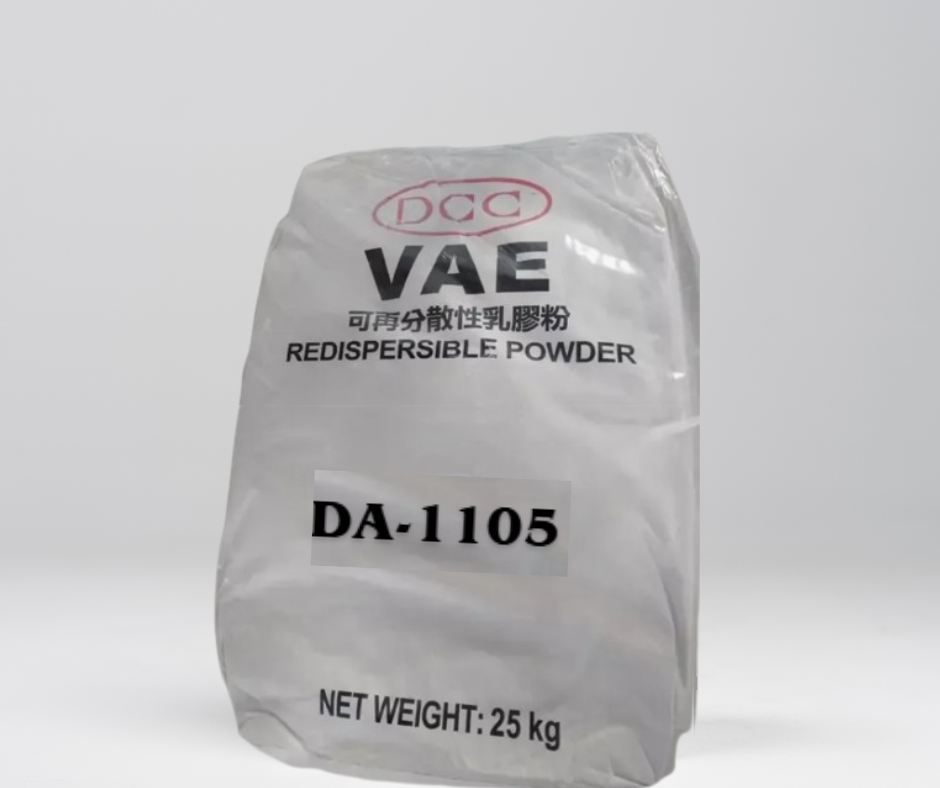 DCC
VAE
可再分散性乳膠粉
REDISPERSIBLE POWDER
DA-1105
NET WEIGHT: 25 kg